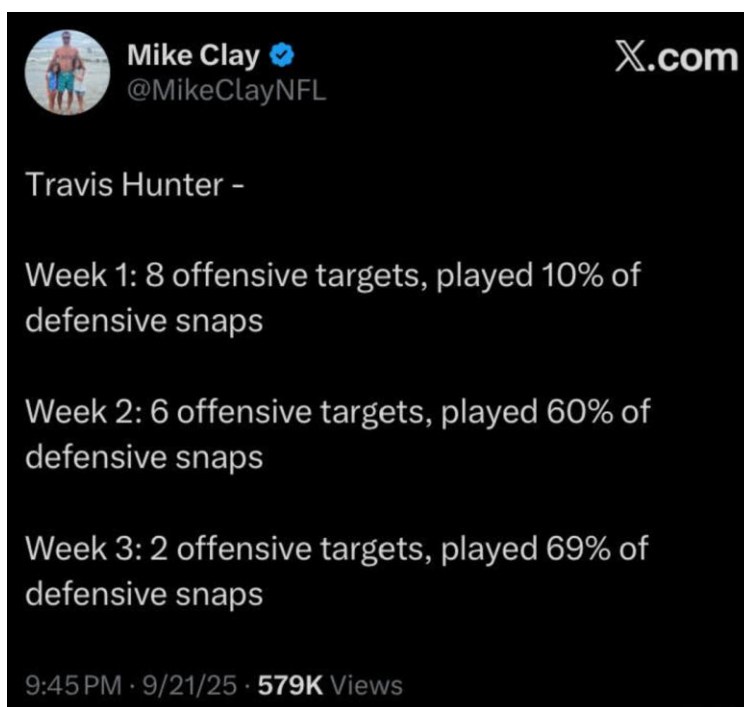 Mike Clay
𝕏.com
@MikeClayNFL
Travis Hunter -
Week 1: 8 offensive targets, played 10% of
defensive snaps
Week 2: 6 offensive targets, played 60% of
defensive snaps
Week 3: 2 offensive targets, played 69% of
defensive snaps
9:45 PM · 9/21/25 · 579K Views